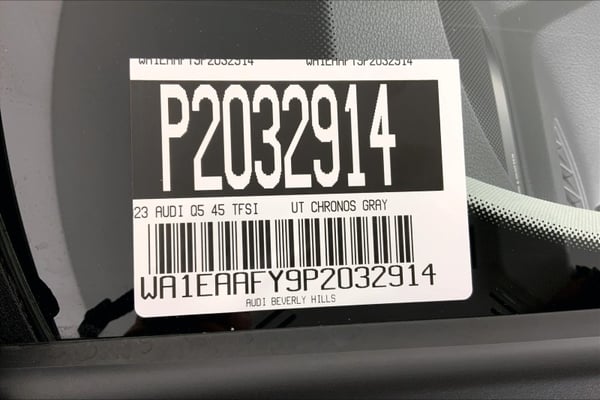 WA1EAAFY9P2032914 WA1EAAFY9P2032914
P2032914
23 AUDI Q5 45 TFSI UT CHRONOS GRAY
WA1EAAFY9P2032914
AUDI BEVERLY HILLS